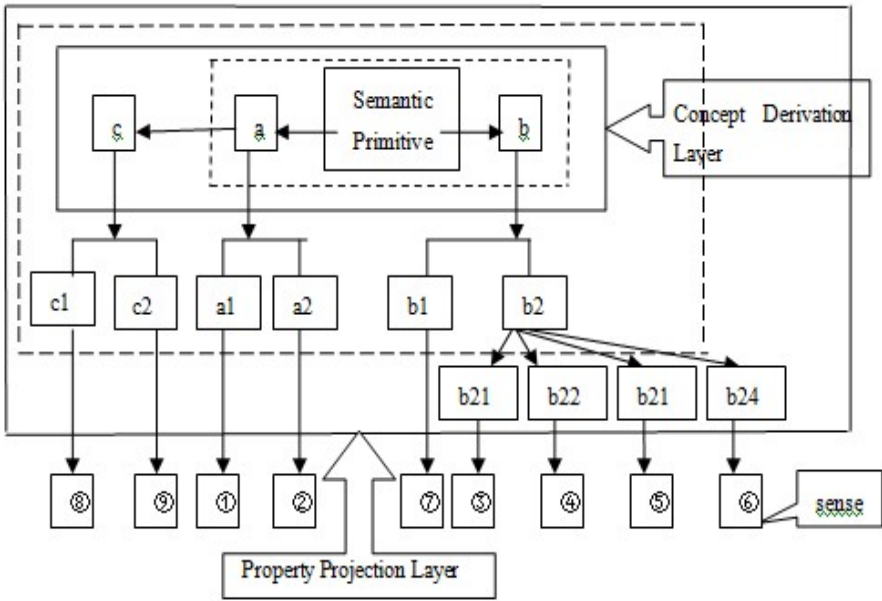 Semantic
Primitive
c
a
b
Concept Derivation
Layer
c1
c2
a1
a2
b1
b2
b21
b22
b21
b24
⑧
⑨
①
②
⑦
③
④
⑤
⑥
sense
Property Projection Layer